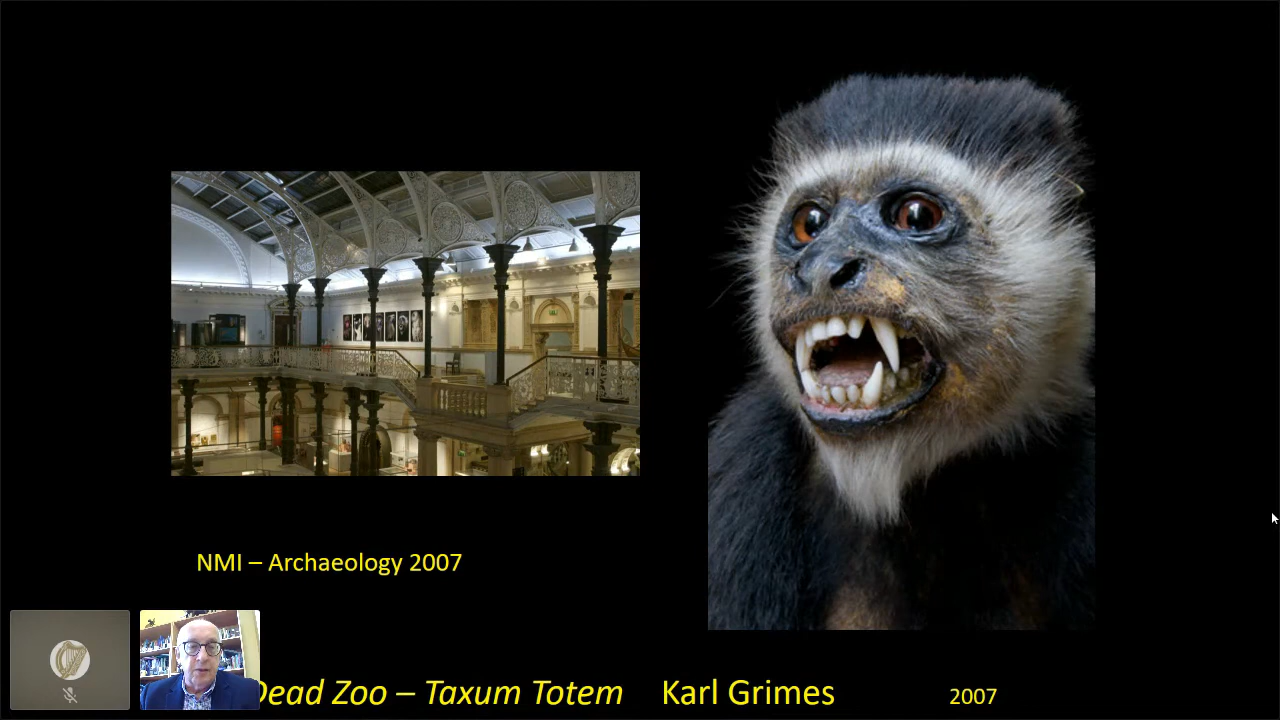 NMI – Archaeology 2007
Dead Zoo – Taxum Totem Karl Grimes 2007